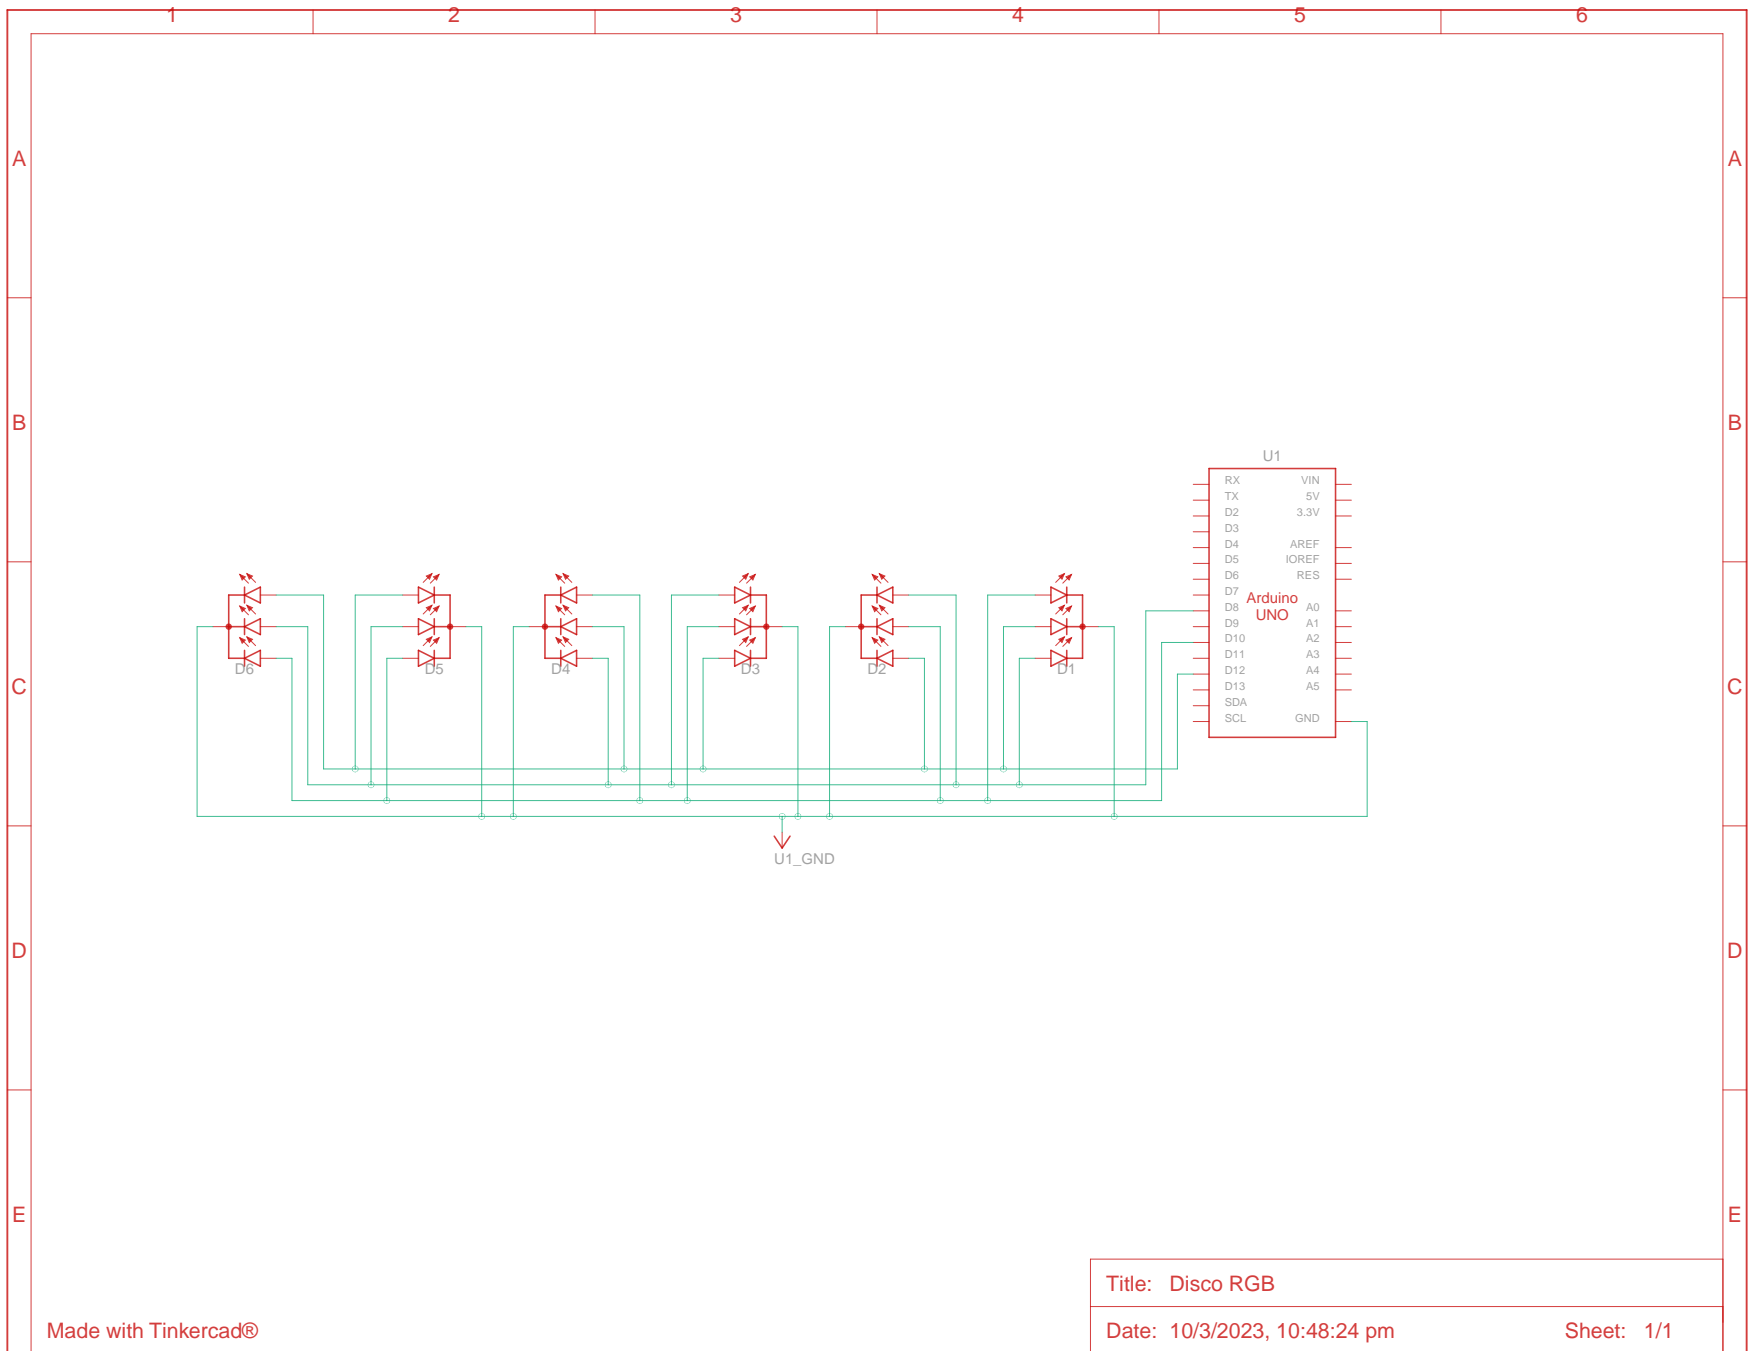 1 2 3 4 5 6
A A
B B
U1
RX VIN
TX 5V
D2 3.3V
D3
D4 AREF
D5 IOREF
D6 RES
D7
Arduino
UNO
D8 A0
D9 A1
D10 A2
D11 A3
D12 A4
D13 A5
SDA
SCL GND
D6 D5 D4 D3 D2 D1
C C
U1_GND
D D
E E
Title: Disco RGB
Made with Tinkercad®
Date: 10/3/2023, 10:48:24 pm Sheet: 1/1